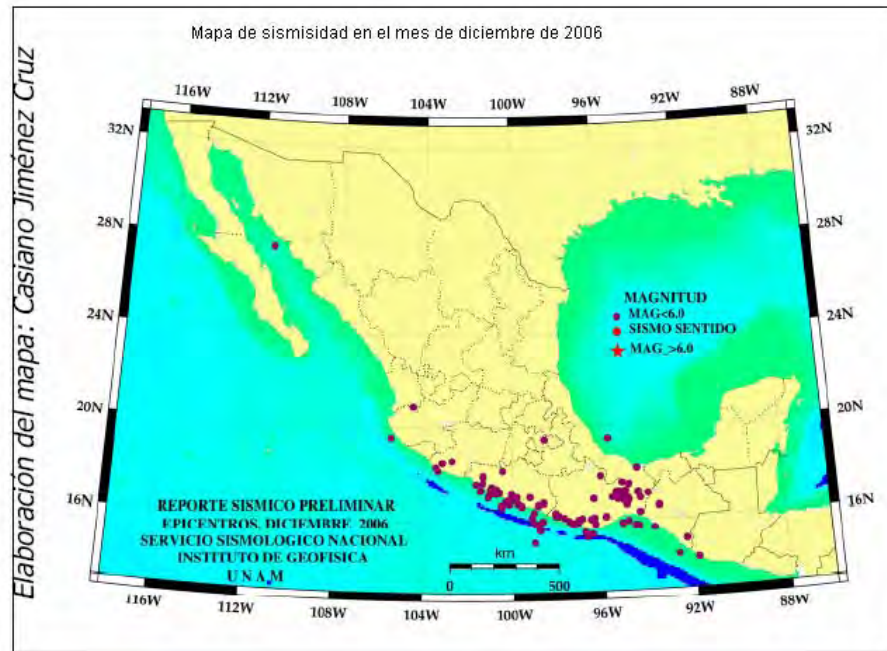 Mapa de sismisidad en el mes de diciembre de 2006
Elaboración del mapa: Casiano Jiménez Cruz
116W 112W 108W 104W 100W 96W 92W 88W
32N 32N
28N 28N
24N 24N
20N 20N
16N 16N
MAGNITUD
MAG<6.0
SISMO SENTIDO
MAG_>6.0
REPORTE SISMICO PRELIMINAR
EPICENTROS, DICIEMBRE 2006
SERVICIO SISMOLOGICO NACIONAL
INSTITUTO DE GEOFISICA
U N A M
km
0 500
116W 112W 108W 104W 100W 96W 92W 88W